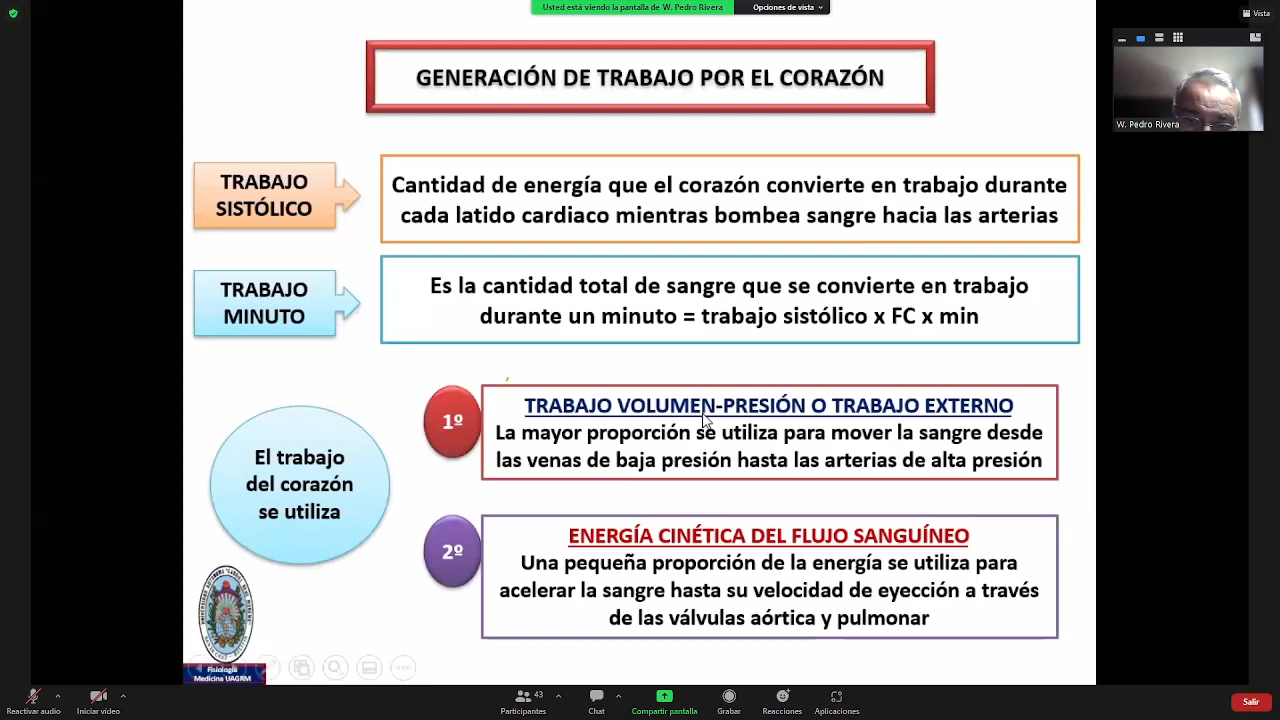 Usted está viendo la pantalla de W. Pedro Rivera
Opciones de vista
Vista
GENERACIÓN DE TRABAJO POR EL CORAZÓN
W. Pedro Rivera
TRABAJO
SISTÓLICO
Cantidad de energía que el corazón convierte en trabajo durante
cada latido cardiaco mientras bombea sangre hacia las arterias
TRABAJO
MINUTO
Es la cantidad total de sangre que se convierte en trabajo
durante un minuto = trabajo sistólico x FC x min
El trabajo
del corazón
se utiliza
1º
TRABAJO VOLUMEN-PRESIÓN O TRABAJO EXTERNO
La mayor proporción se utiliza para mover la sangre desde
las venas de baja presión hasta las arterias de alta presión
2º
ENERGÍA CINÉTICA DEL FLUJO SANGUÍNEO
Una pequeña proporción de la energía se utiliza para
acelerar la sangre hasta su velocidad de eyección a través
de las válvulas aórtica y pulmonar
Fisiología
Medicina UAGRM
Reactivar audio
Iniciar video
43
Participantes
Chat
Compartir pantalla
Grabar
Reacciones
Aplicaciones
Salir